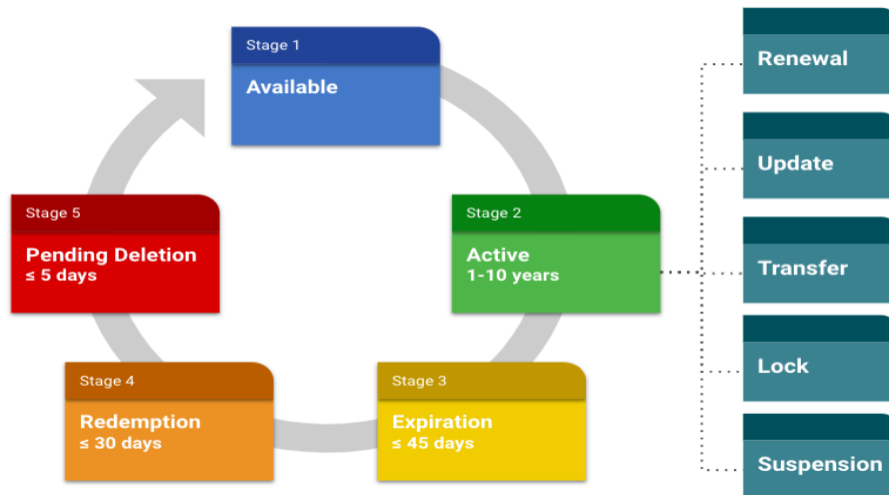 Stage 1
Available
Stage 2
Active
1-10 years
Stage 3
Expiration
≤ 45 days
Stage 4
Redemption
≤ 30 days
Stage 5
Pending Deletion
≤ 5 days
Renewal
Update
Transfer
Lock
Suspension